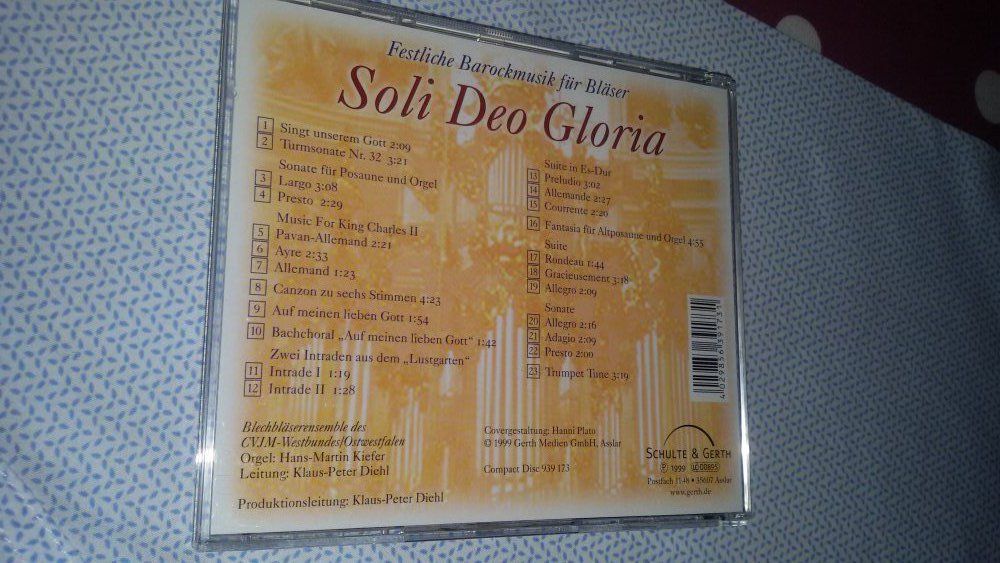 Festliche Barockmusik für Bläser
Soli Deo Gloria
1 Singt unserem Gott 2:09
2 Turmsonate Nr. 32 3:21
Sonate für Posaune und Orgel
3 Largo 3:08
4 Presto 2:29
Music For King Charles II
5 Pavan-Allemand 2:21
6 Ayre 2:33
7 Allemand 1:23
8 Canzon zu sechs Stimmen 4:23
9 Auf meinen lieben Gott 1:54
10 Bachchoral „Auf meinen lieben Gott“ 1:42
Zwei Intraden aus dem „Lustgarten“
11 Intrade I 1:19
12 Intrade II 1:28
Suite in Es-Dur
13 Preludio 3:02
14 Allemande 2:27
15 Courrente 2:20
16 Fantasia für Altposaune und Orgel 4:55
Suite
17 Rondeau 1:44
18 Gracieusement 3:18
19 Allegro 2:09
Sonate
20 Allegro 2:16
21 Adagio 2:09
22 Presto 2:00
23 Trumpet Tune 3:19
Blechbläserensemble des
CVJM-Westbundes/Ostwestfalen
Orgel: Hans-Martin Kiefer
Leitung: Klaus-Peter Diehl
Produktionsleitung: Klaus-Peter Diehl
Covergestaltung: Hanni Plato
© 1999 Gerth Medien GmbH, Asslar
Compact Disc 939 173
4 029856 391731
SCHULTE & GERTH
℗ 1999 LC 00895
Postfach 1148 • 35607 Asslar
www.gerth.de